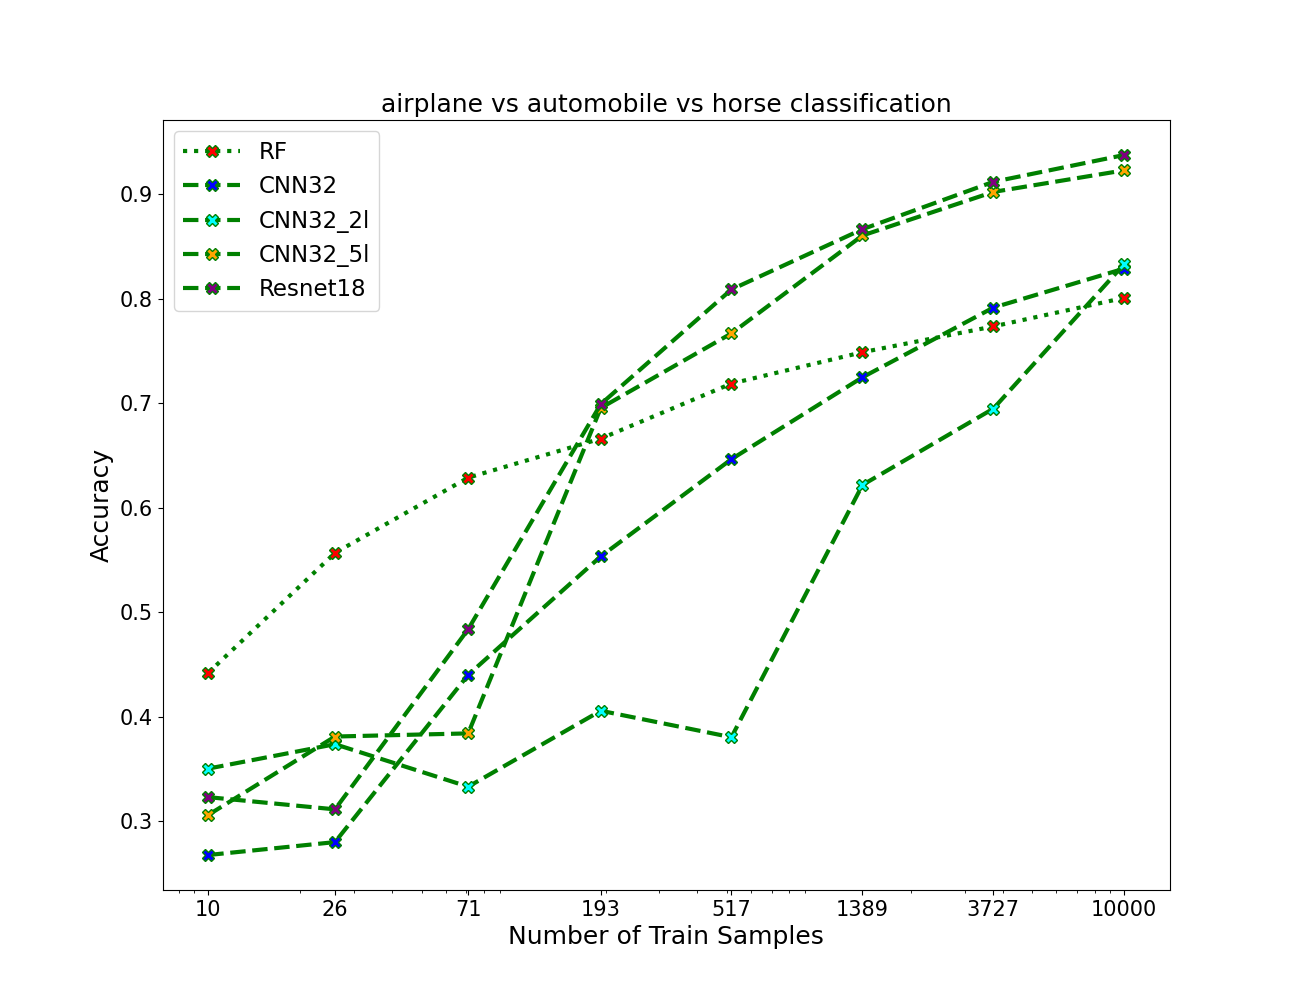 airplane vs automobile vs horse classification
RF
CNN32
CNN32_2l
CNN32_5l
Resnet18
0.9
0.8
0.7
0.6
0.5
0.4
0.3
Accuracy
10 26 71 193 517 1389 3727 10000
Number of Train Samples